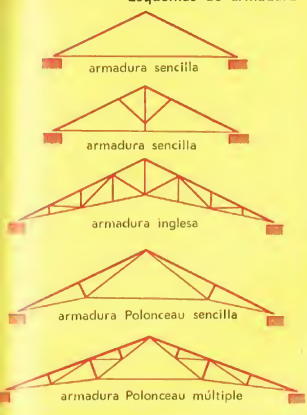 Esquemas de armadura
armadura sencilla
armadura sencilla
armadura inglesa
armadura Polonceau sencilla
armadura Polonceau múltiple